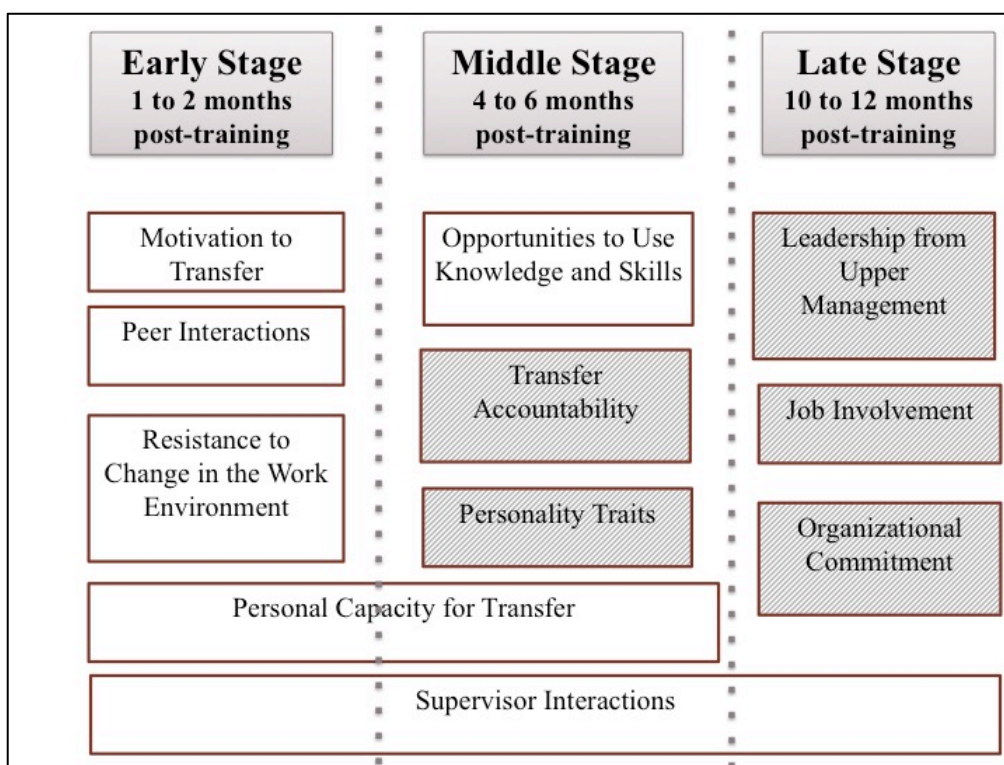 Early Stage
1 to 2 months
post-training
Middle Stage
4 to 6 months
post-training
Late Stage
10 to 12 months
post-training
Motivation to
Transfer
Peer Interactions
Resistance to
Change in the Work
Environment
Opportunities to Use
Knowledge and Skills
Transfer
Accountability
Personality Traits
Leadership from
Upper
Management
Job Involvement
Organizational
Commitment
Personal Capacity for Transfer
Supervisor Interactions